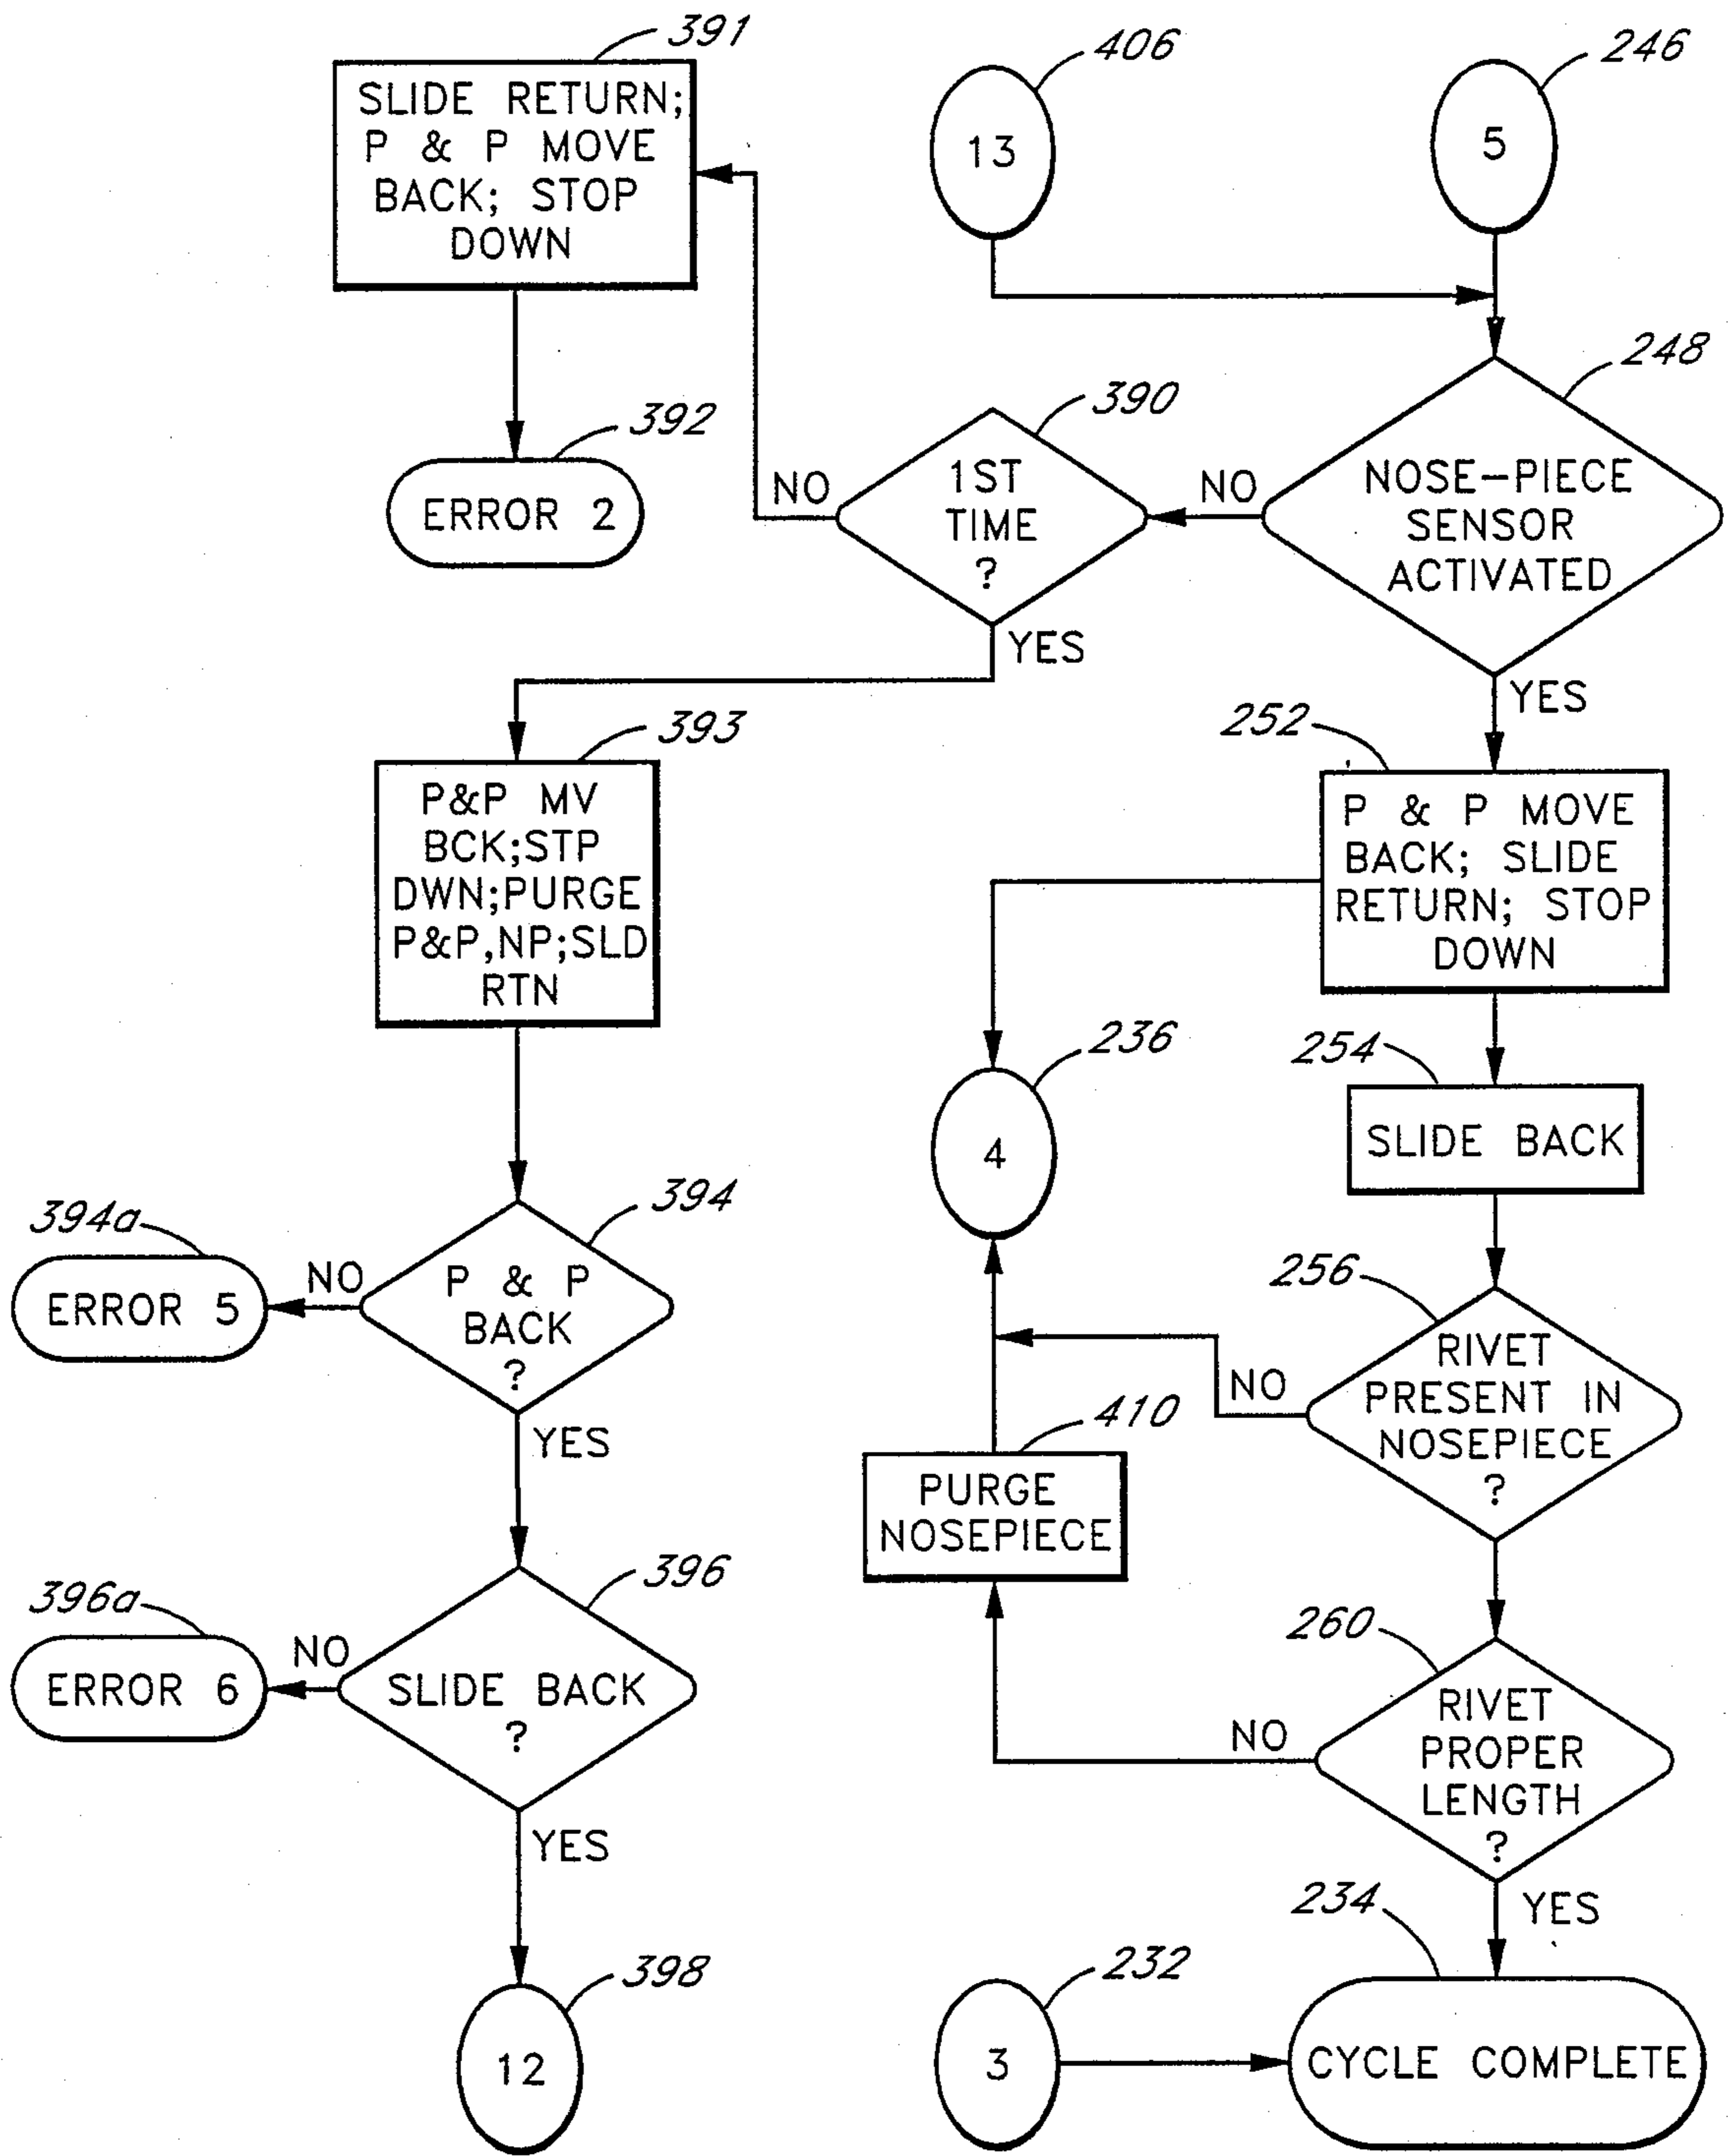 391
SLIDE RETURN;
P & P MOVE
BACK; STOP
DOWN
406
13
246
5
392
ERROR 2
NO
390
1ST
TIME
?
NO
248
NOSE-PIECE
SENSOR
ACTIVATED
YES
YES
393
P&P MV
BCK;STP
DWN;PURGE
P&P,NP;SLD
RTN
252
P & P MOVE
BACK; SLIDE
RETURN; STOP
DOWN
236
4
254
SLIDE BACK
394a
ERROR 5
NO
394
P & P
BACK
?
YES
256
RIVET
PRESENT IN
NOSEPIECE
?
NO
410
PURGE
NOSEPIECE
396a
ERROR 6
NO
396
SLIDE BACK
?
YES
260
RIVET
PROPER
LENGTH
?
NO
YES
398
12
232
3
234
CYCLE COMPLETE